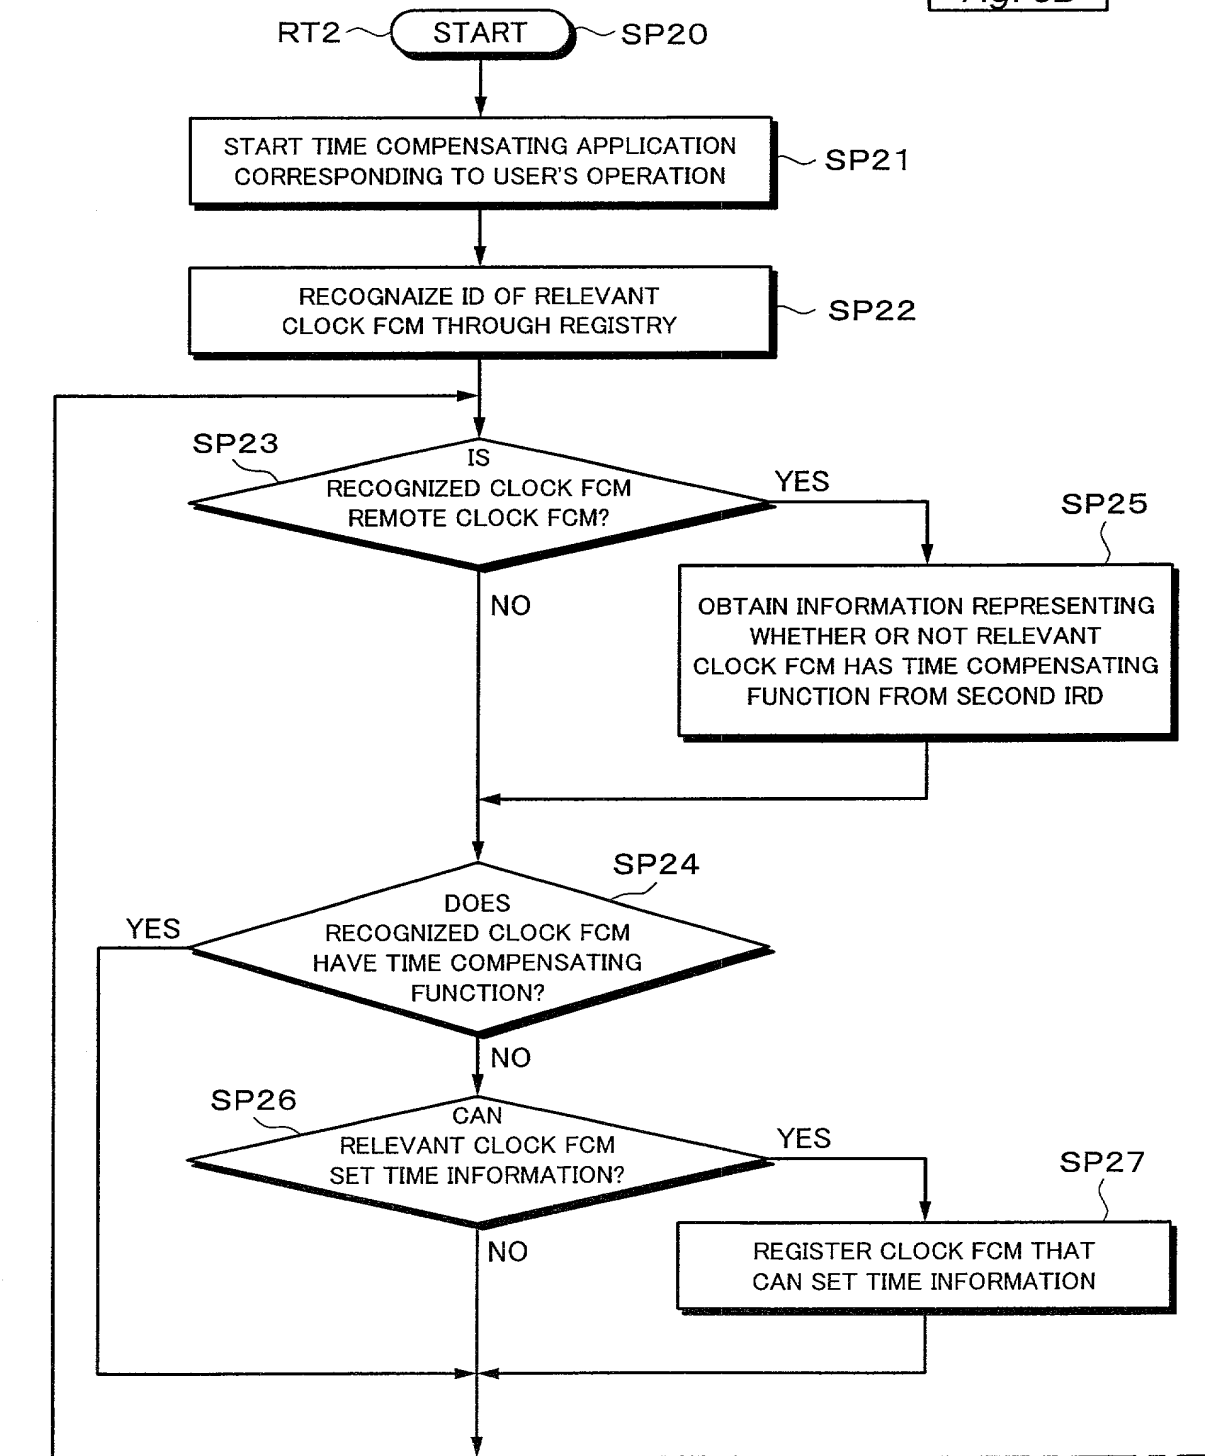 RT2
START
SP20
START TIME COMPENSATING APPLICATION
CORRESPONDING TO USER'S OPERATION
SP21
RECOGNAIZE ID OF RELEVANT
CLOCK FCM THROUGH REGISTRY
SP22
SP23
IS
RECOGNIZED CLOCK FCM
REMOTE CLOCK FCM?
YES
NO
SP25
OBTAIN INFORMATION REPRESENTING
WHETHER OR NOT RELEVANT
CLOCK FCM HAS TIME COMPENSATING
FUNCTION FROM SECOND IRD
SP24
YES
DOES
RECOGNIZED CLOCK FCM
HAVE TIME COMPENSATING
FUNCTION?
NO
SP26
CAN
RELEVANT CLOCK FCM
SET TIME INFORMATION?
YES
NO
SP27
REGISTER CLOCK FCM THAT
CAN SET TIME INFORMATION